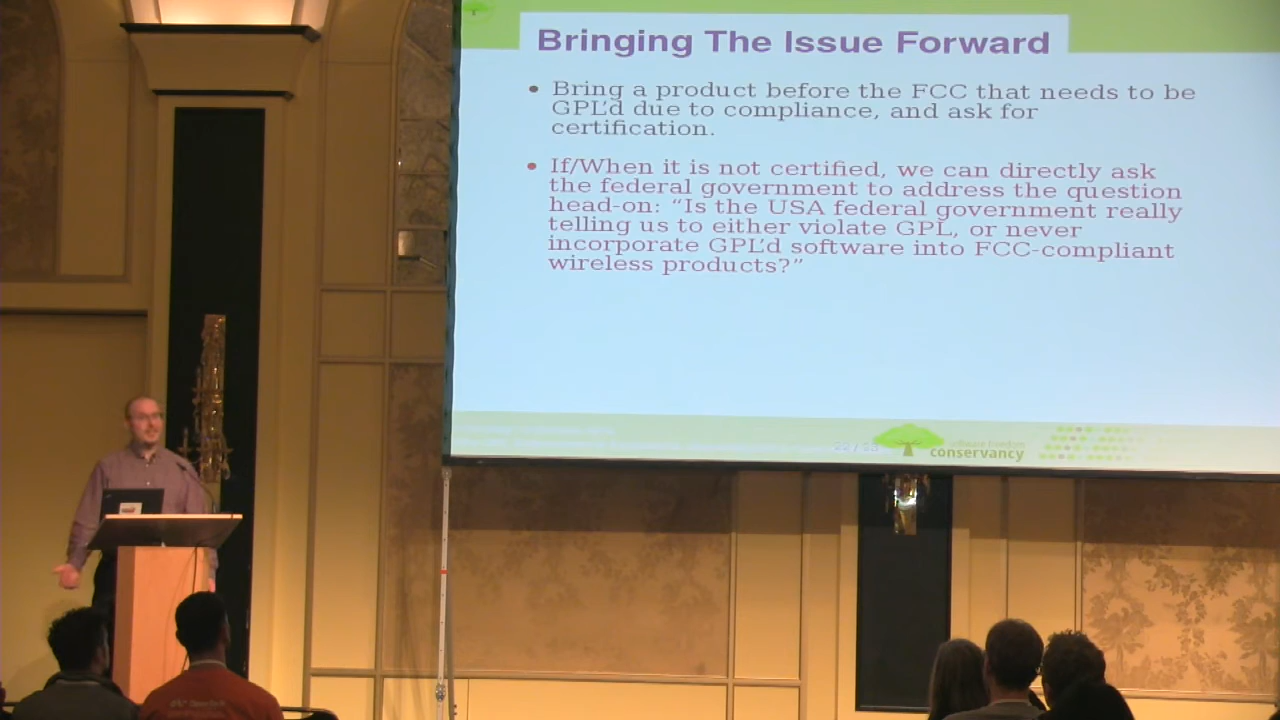 Bringing The Issue Forward
• Bring a product before the FCC that needs to be
GPL'd due to compliance, and ask for
certification.
• If/When it is not certified, we can directly ask
the federal government to address the question
head-on: “Is the USA federal government really
telling us to either violate GPL, or never
incorporate GPL'd software into FCC-compliant
wireless products?”
software freedom
conservancy